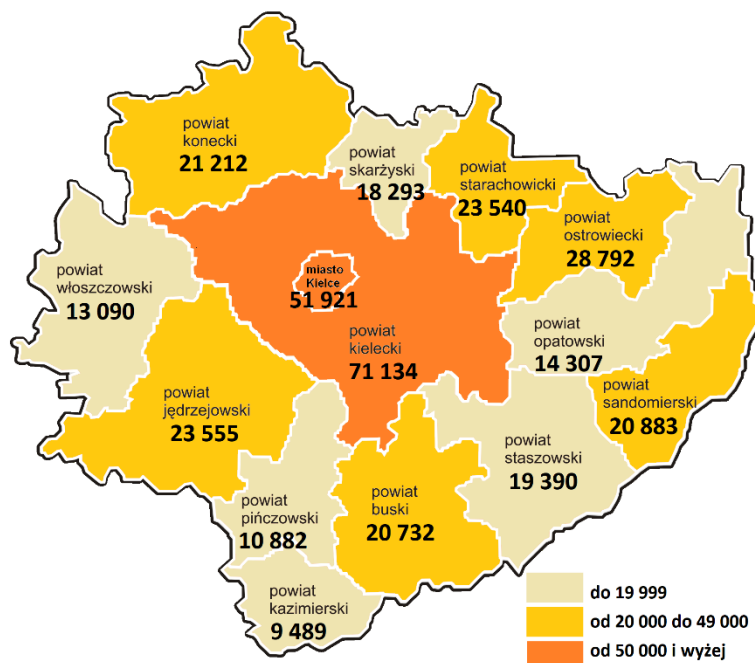 powiat
konecki
21 212
powiat
skarżyski
18 293
powiat
starachowicki
23 540
powiat
ostrowiecki
28 792
powiat
włoszczowski
13 090
miasto
Kielce
51 921
powiat
kielecki
71 134
powiat
opatowski
14 307
powiat
sandomierski
20 883
powiat
jędrzejowski
23 555
powiat
staszowski
19 390
powiat
pińczowski
10 882
powiat
buski
20 732
powiat
kazimierski
9 489
do 19 999
od 20 000 do 49 000
od 50 000 i wyżej